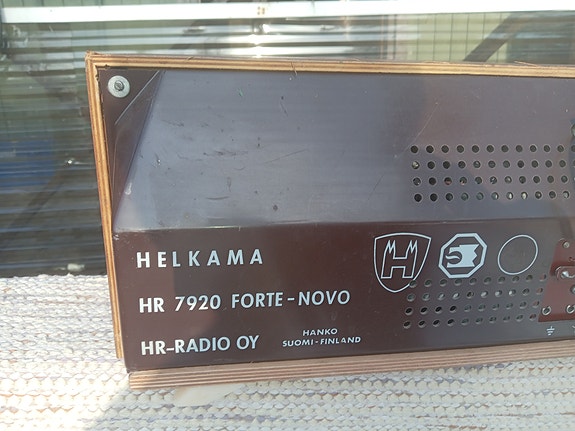 HELKAMA
HR 7920 FORTE-NOVO
HR-RADIO OY
HANKO
SUOMI-FINLAND
H